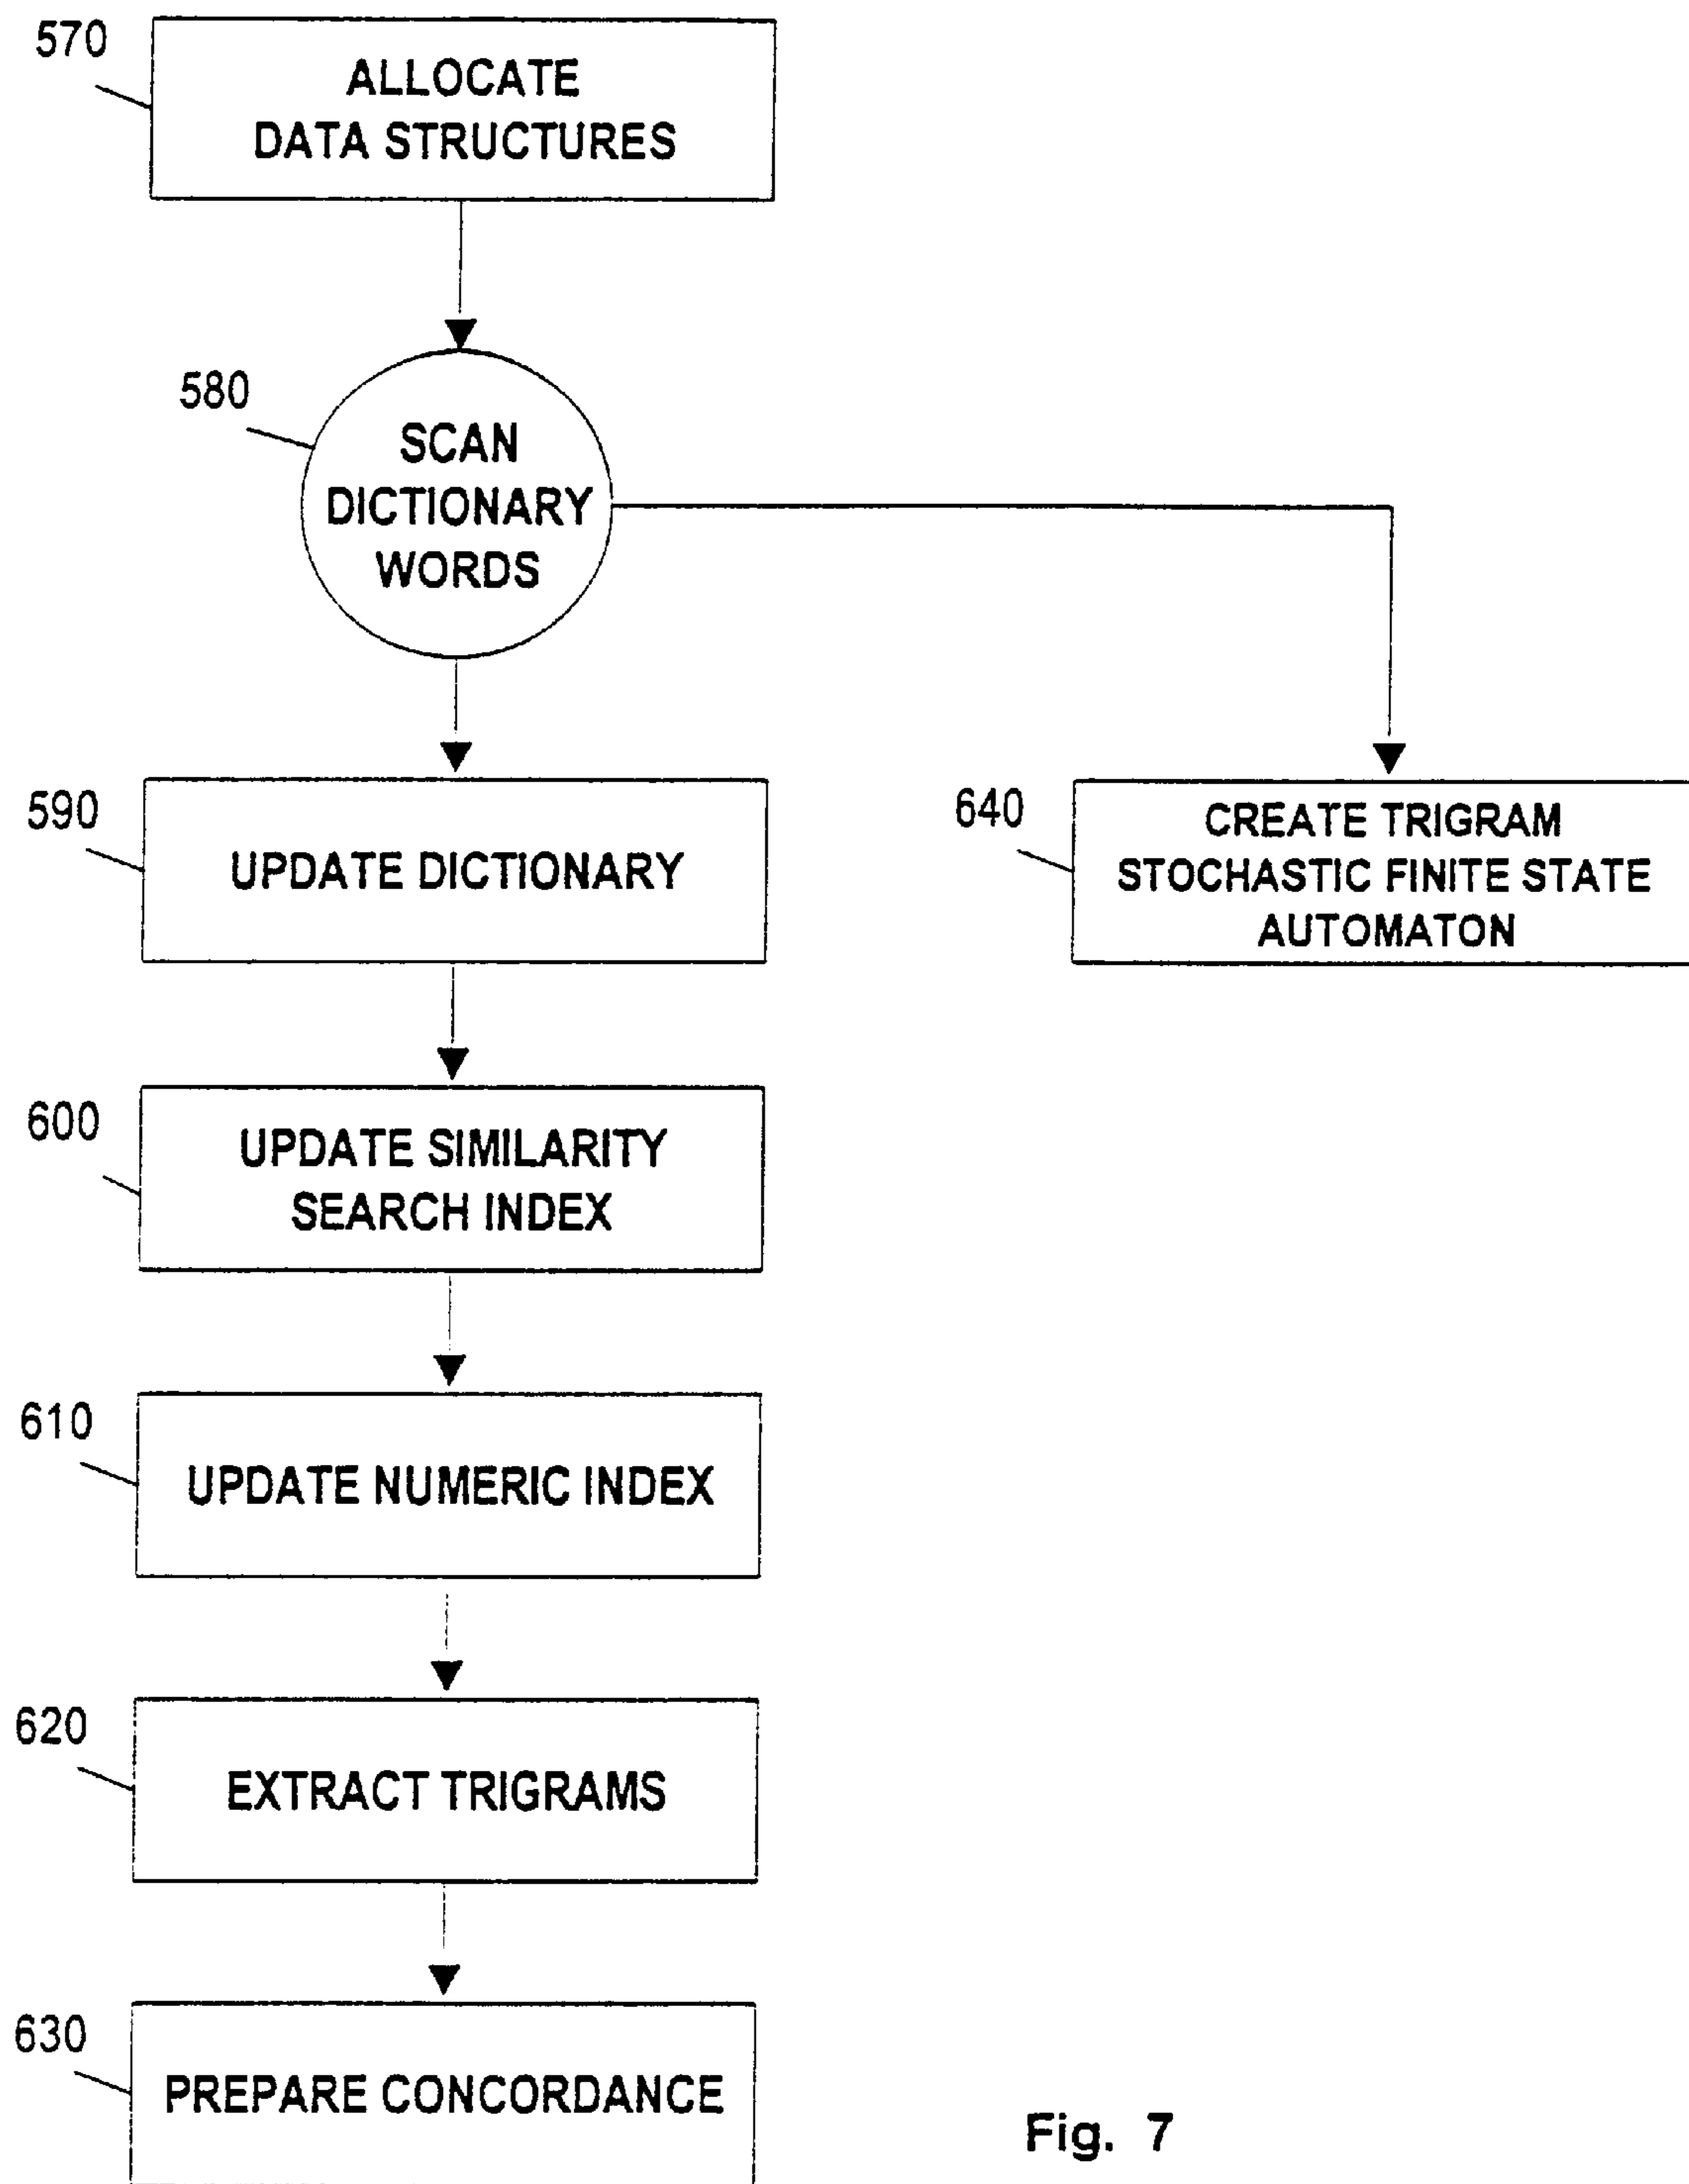 570
ALLOCATE
DATA STRUCTURES
580
SCAN
DICTIONARY
WORDS
590
UPDATE DICTIONARY
640
CREATE TRIGRAM
STOCHASTIC FINITE STATE
AUTOMATON
600
UPDATE SIMILARITY
SEARCH INDEX
610
UPDATE NUMERIC INDEX
620
EXTRACT TRIGRAMS
630
PREPARE CONCORDANCE
Fig. 7